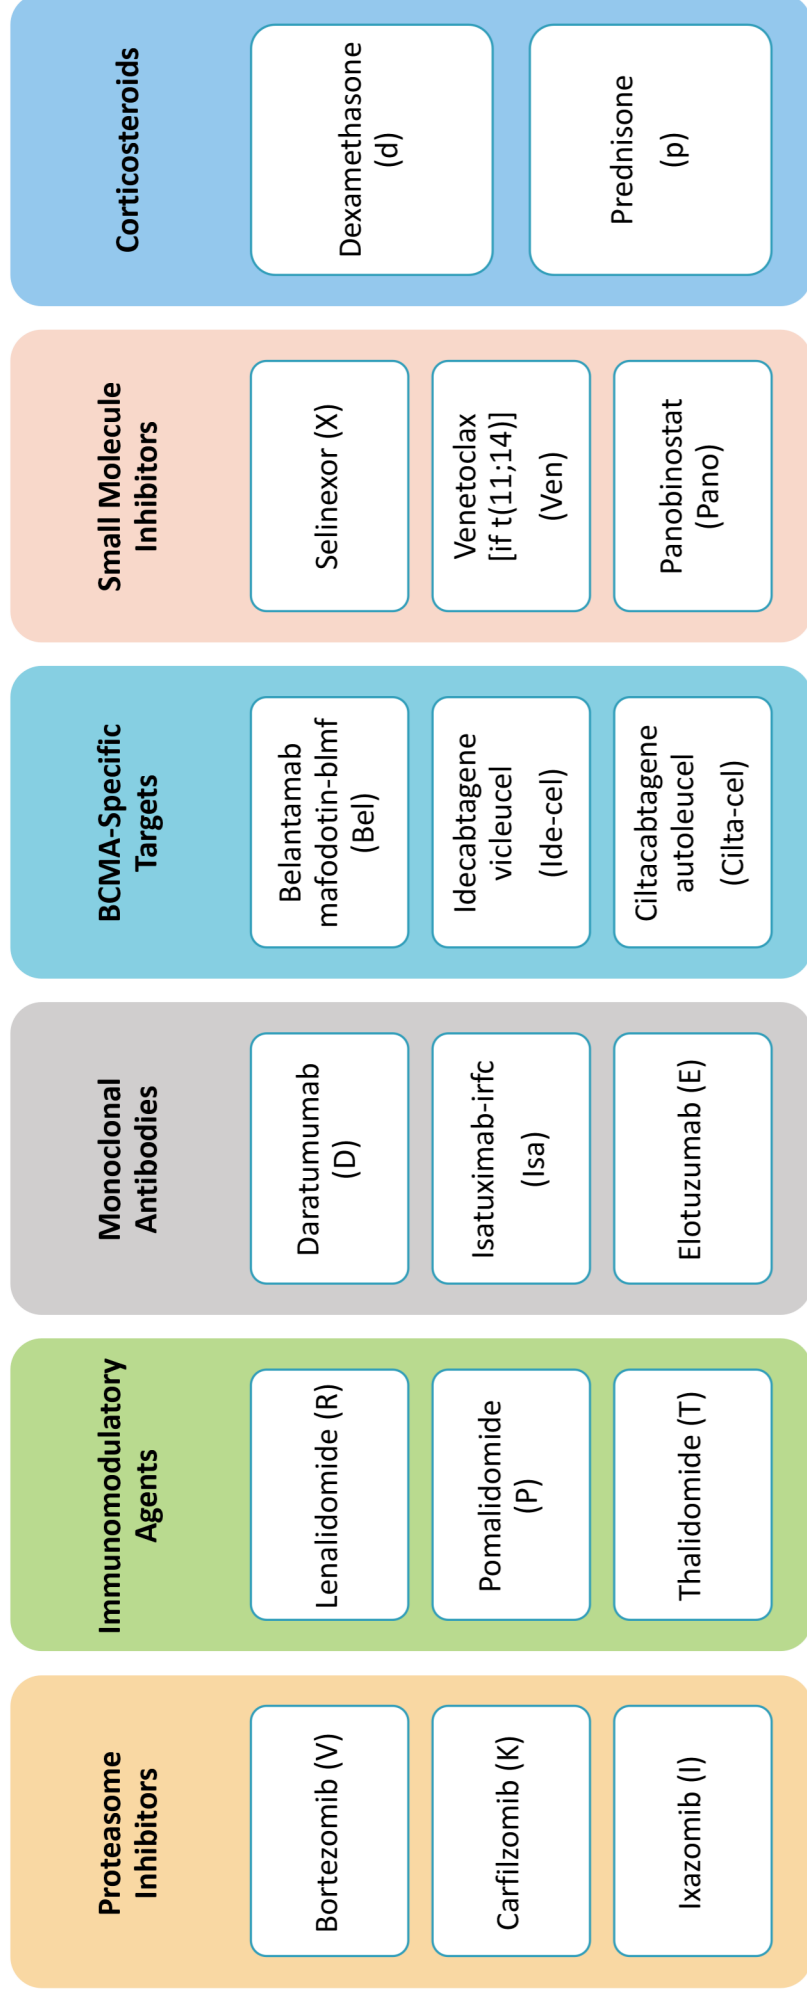 Proteasome
Inhibitors
Bortezomib (V)
Carfilzomib (K)
Ixazomib (I)
Immunomodulatory
Agents
Lenalidomide (R)
Pomalidomide
(P)
Thalidomide (T)
Monoclonal
Antibodies
Daratumumab
(D)
Isatuximab-irfc
(Isa)
Elotuzumab (E)
BCMA-Specific
Targets
Belantamab
mafodotin-blmf
(Bel)
Idecabtagene
vicleucel
(Ide-cel)
Ciltacabtagene
autoleucel
(Cilta-cel)
Small Molecule
Inhibitors
Selinexor (X)
Venetoclax
[if t(11;14)]
(Ven)
Panobinostat
(Pano)
Corticosteroids
Dexamethasone
(d)
Prednisone
(p)